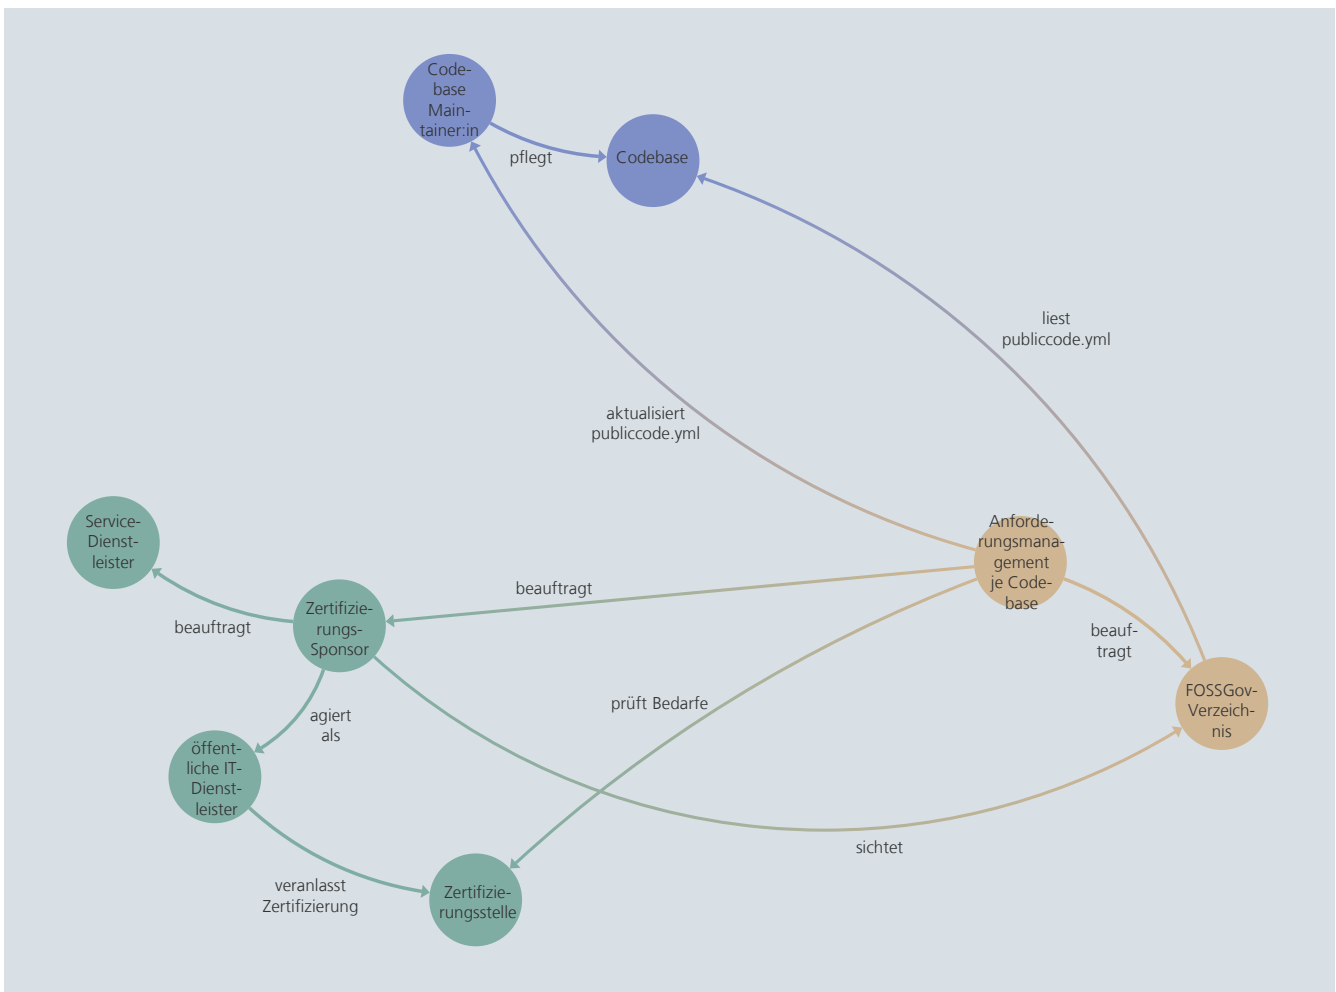 Code-
base
Main-
tainer:in
Codebase
pflegt
liest
publiccode.yml
aktualisiert
publiccode.yml
Service-
Dienst-
leister
Anforde-
rungsmana-
gement
je Code-
base
beauftragt
Zertifizie-
rungs-
Sponsor
beauftragt
beauf-
tragt
FOSSGov-
Verzeich-
nis
prüft Bedarfe
agiert
als
öffent-
liche IT-
Dienst-
leister
sichtet
veranlasst
Zertifizierung
Zertifizie-
rungsstelle